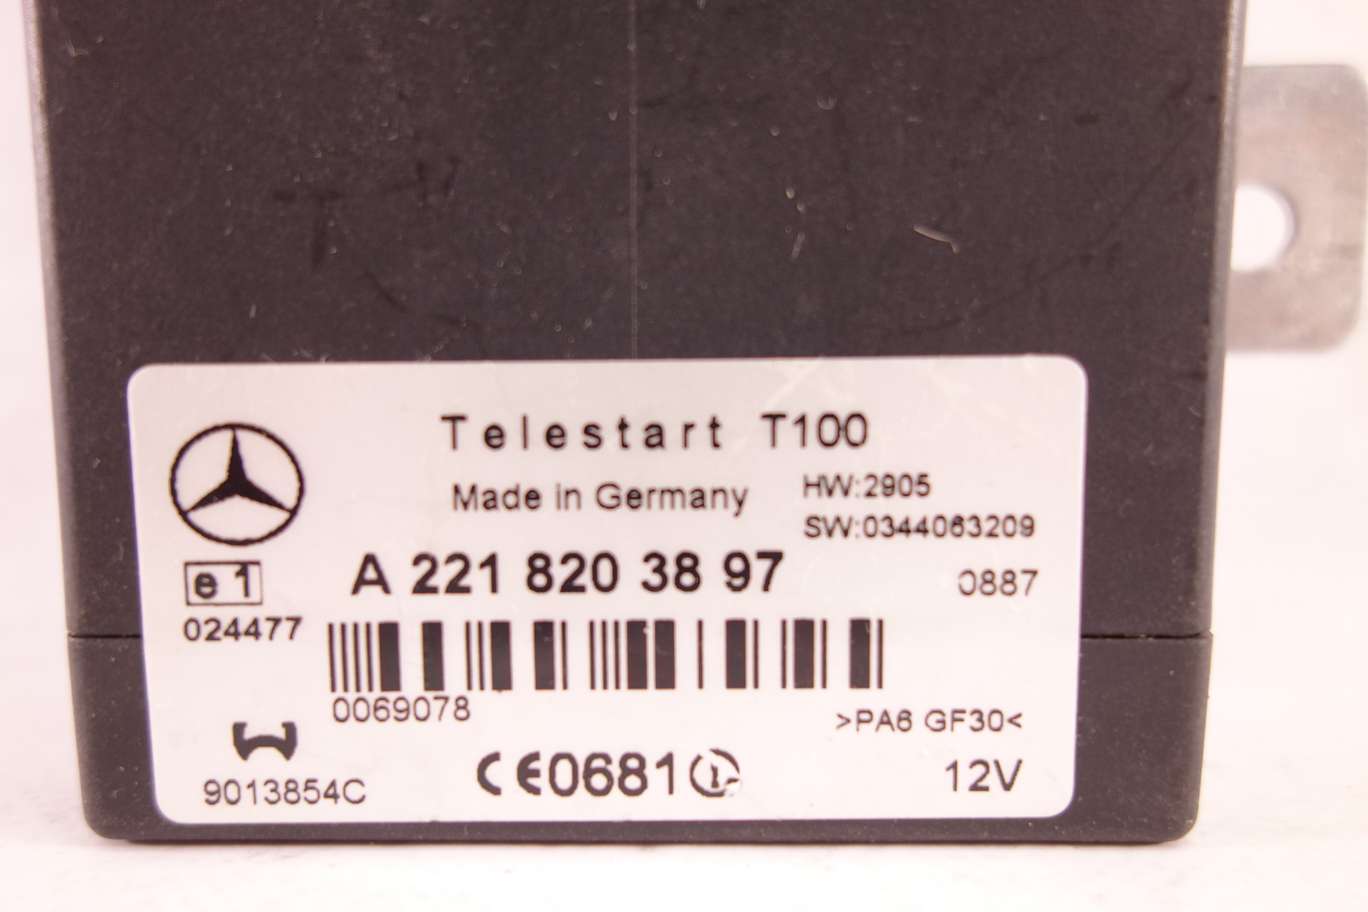 Telestart T100
Made in Germany
HW:2905
SW:0344063209
e1
A 221 820 38 97
0887
024477
0069078
>PA6 GF30<
9013854C
CE0681
12V